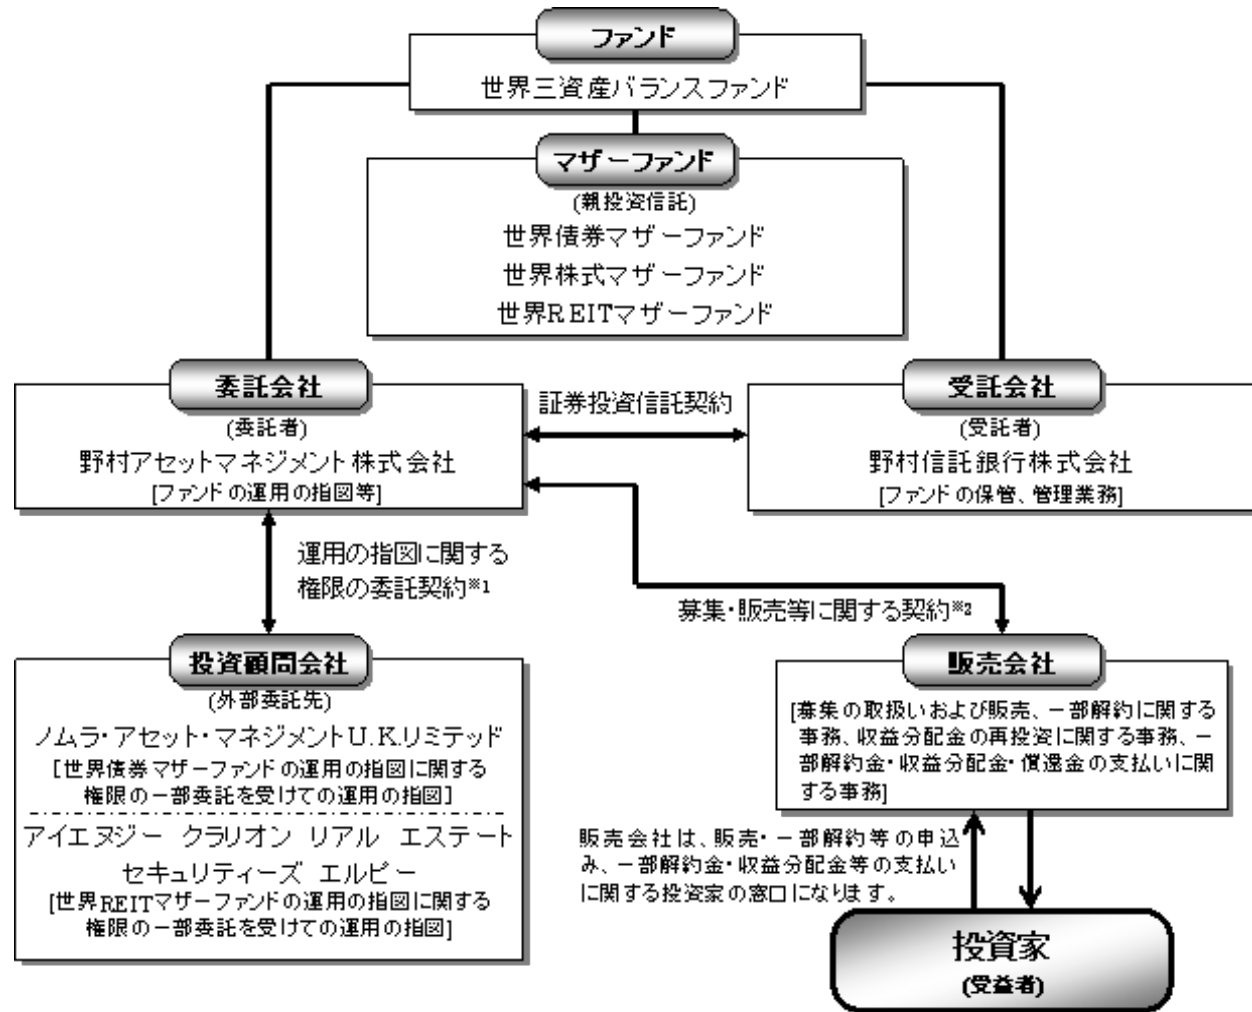 ファンド
世界三資産バランスファンド
マザーファンド
(親投資信託)
世界債券マザーファンド
世界株式マザーファンド
世界REITマザーファンド
委託会社
(委託者)
野村アセットマネジメント株式会社
[ファンドの運用の指図等]
証券投資信託契約
受託会社
(受託者)
野村信託銀行株式会社
[ファンドの保管、管理業務]
運用の指図に関する
権限の委託契約※1
募集・販売等に関する契約※2
投資顧問会社
(外部委託先)
ノムラ・アセット・マネジメントU.K.リミテッド
[世界債券マザーファンドの運用の指図に関する
権限の一部委託を受けての運用の指図]
アイエヌジー クラリオン リアル エステート
セキュリティーズ エルピー
[世界REITマザーファンドの運用の指図に関する
権限の一部委託を受けての運用の指図]
販売会社
[募集の取扱いおよび販売、一部解約に関する
事務、収益分配金の再投資に関する事務、一
部解約金・収益分配金・償還金の支払いに関
する事務]
販売会社は、販売・一部解約等の申込
み、一部解約金・収益分配金等の支払い
に関する投資家の窓口になります。
投資家
(受益者)